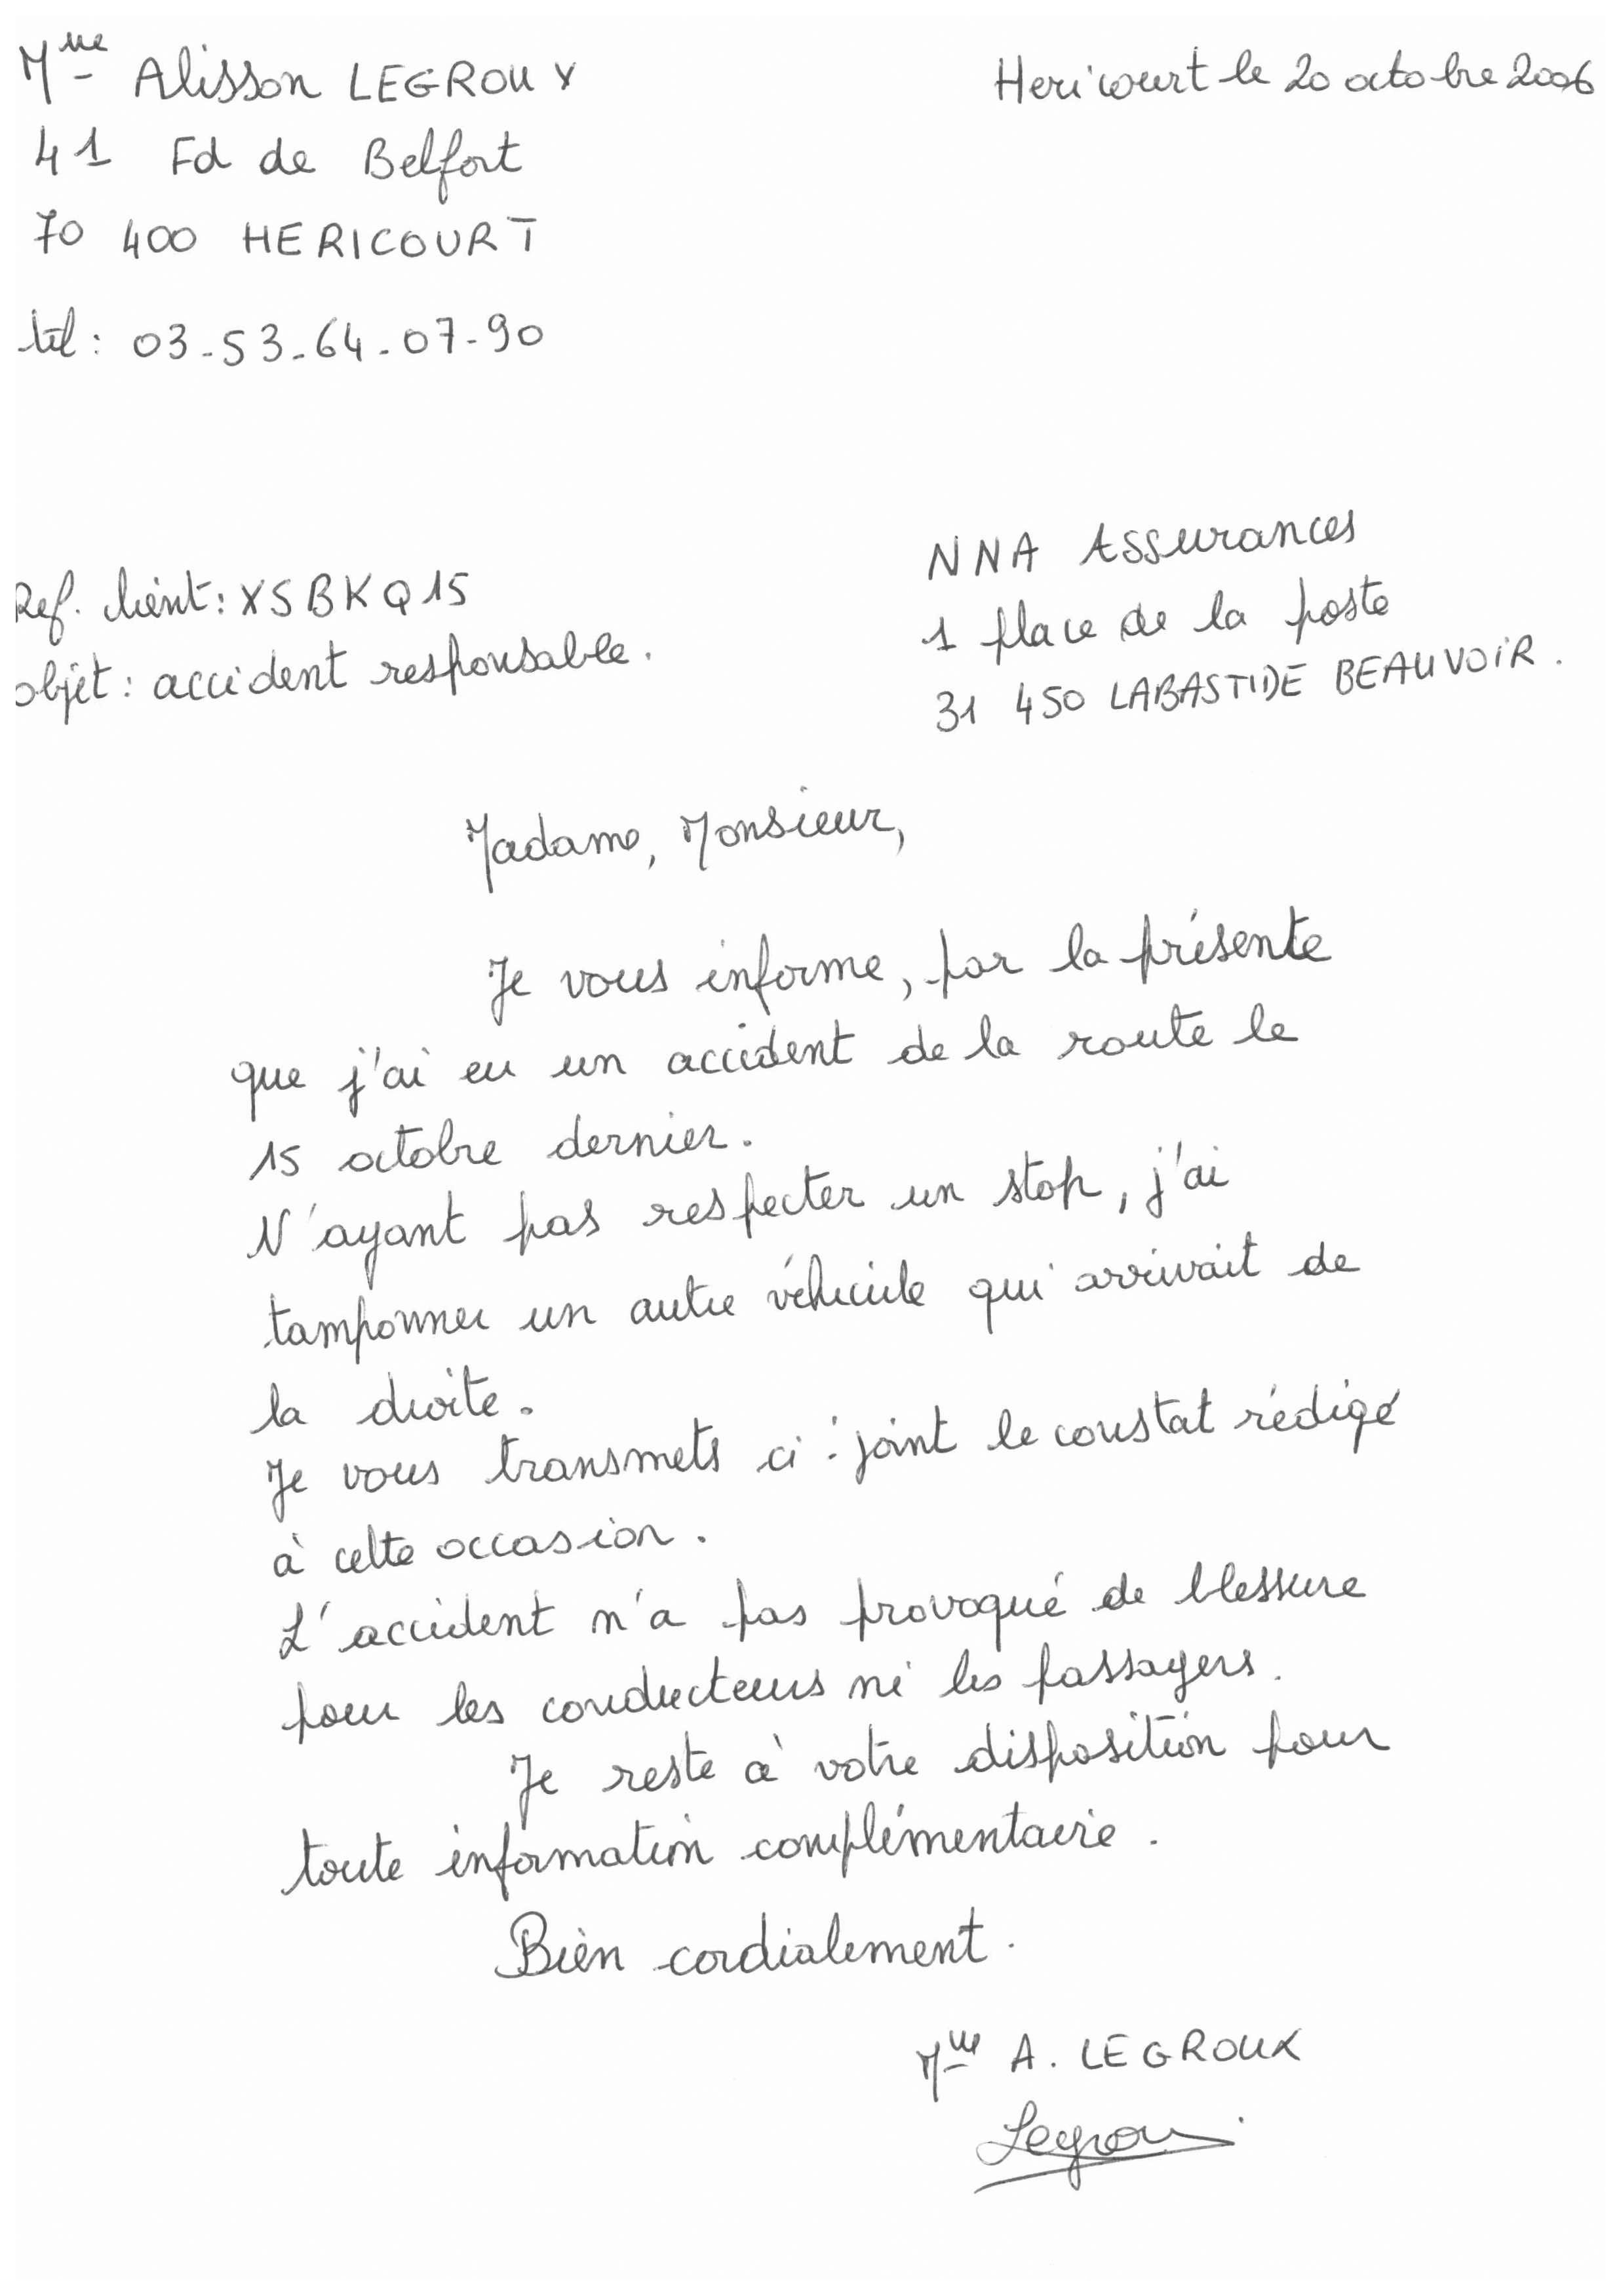 Mlle Alisson LEGROUX
Hericourt le 20 octobre 2006
41 Fd de Belfort
70 400 HERICOURT
tél : 03-53-64-07-90
NNA Assurances
1 place de la poste
31 450 LABASTIDE BEAUVOIR.
Ref. client : XSBKQ15
objet : accident responsable.
Madame, Monsieur,
Je vous informe, par la présente
que j'ai eu un accident de la route le
15 octobre dernier.
N'ayant pas respecter un stop, j'ai
tamponner un autre véhicule qui arrivait de
la droite.
Je vous transmets ci-joint le constat rédigé
à cette occasion.
L'accident n'a pas provoqué de blessure
pour les conducteurs ni les passagers.
Je reste à votre disposition pour
toute information complémentaire.
Bien cordialement.
Mlle A. LEGROUX
Legroux